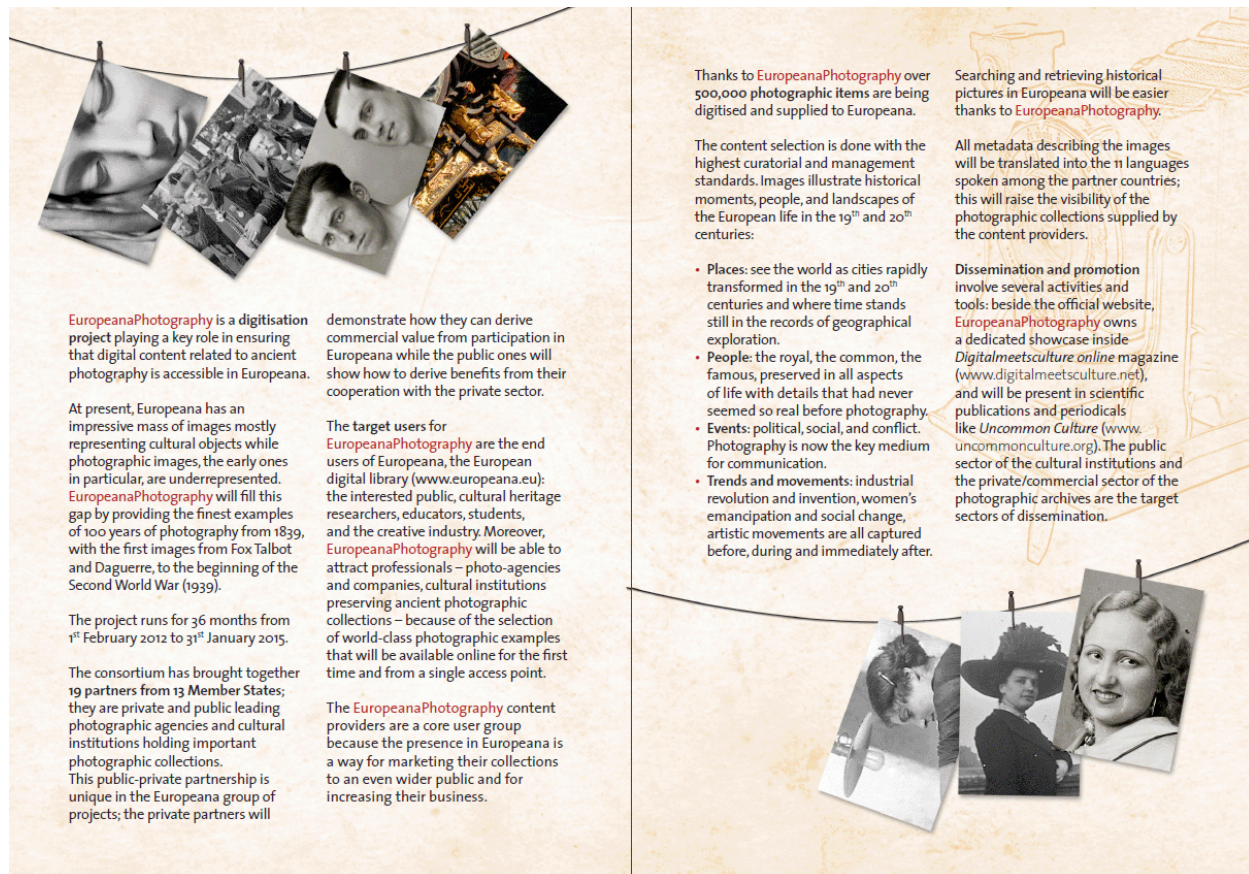 EuropeanaPhotography is a digitisation
project playing a key role in ensuring
that digital content related to ancient
photography is accessible in Europeana.
At present, Europeana has an
impressive mass of images mostly
representing cultural objects while
photographic images, the early ones
in particular, are underrepresented.
EuropeanaPhotography will fill this
gap by providing the finest examples
of 100 years of photography from 1839,
with the first images from Fox Talbot
and Daguerre, to the beginning of the
Second World War (1939).
The project runs for 36 months from
1st February 2012 to 31st January 2015.
The consortium has brought together
19 partners from 13 Member States;
they are private and public leading
photographic agencies and cultural
institutions holding important
photographic collections.
This public-private partnership is
unique in the Europeana group of
projects; the private partners will
demonstrate how they can derive
commercial value from participation in
Europeana while the public ones will
show how to derive benefits from their
cooperation with the private sector.
The target users for
EuropeanaPhotography are the end
users of Europeana, the European
digital library (www.europeana.eu):
the interested public, cultural heritage
researchers, educators, students,
and the creative industry. Moreover,
EuropeanaPhotography will be able to
attract professionals – photo-agencies
and companies, cultural institutions
preserving ancient photographic
collections – because of the selection
of world-class photographic examples
that will be available online for the first
time and from a single access point.
The EuropeanaPhotography content
providers are a core user group
because the presence in Europeana is
a way for marketing their collections
to an even wider public and for
increasing their business.
Thanks to EuropeanaPhotography over
500,000 photographic items are being
digitised and supplied to Europeana.
The content selection is done with the
highest curatorial and management
standards. Images illustrate historical
moments, people, and landscapes of
the European life in the 19th and 20th
centuries:
• Places: see the world as cities rapidly
transformed in the 19th and 20th
centuries and where time stands
still in the records of geographical
exploration.
• People: the royal, the common, the
famous, preserved in all aspects
of life with details that had never
seemed so real before photography.
• Events: political, social, and conflict.
Photography is now the key medium
for communication.
• Trends and movements: industrial
revolution and invention, women's
emancipation and social change,
artistic movements are all captured
before, during and immediately after.
Searching and retrieving historical
pictures in Europeana will be easier
thanks to EuropeanaPhotography.
All metadata describing the images
will be translated into the 11 languages
spoken among the partner countries;
this will raise the visibility of the
photographic collections supplied by
the content providers.
Dissemination and promotion
involve several activities and
tools: beside the official website,
EuropeanaPhotography owns
a dedicated showcase inside
Digitalmeetsculture online magazine
(www.digitalmeetsculture.net),
and will be present in scientific
publications and periodicals
like Uncommon Culture (www.
uncommonculture.org). The public
sector of the cultural institutions and
the private/commercial sector of the
photographic archives are the target
sectors of dissemination.